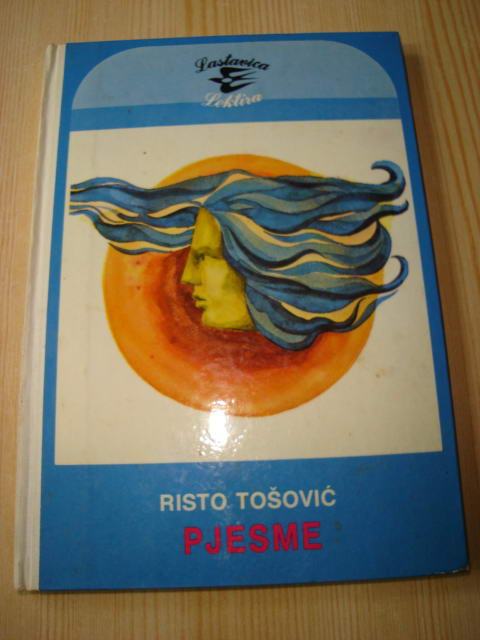 Lastavica
Lektira
RISTO TOŠOVIĆ
PJESME